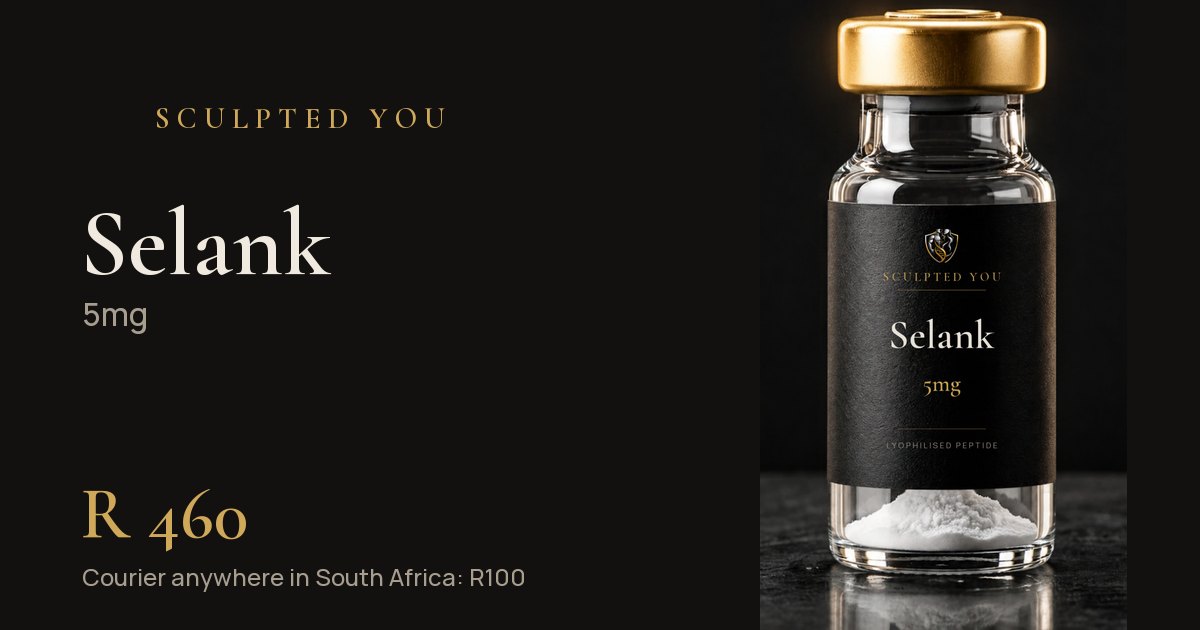 SCULPTED YOU
Selank
5mg
R 460
Courier anywhere in South Africa: R100
SCULPTED YOU
Selank
5mg
LYOPHILISED PEPTIDE